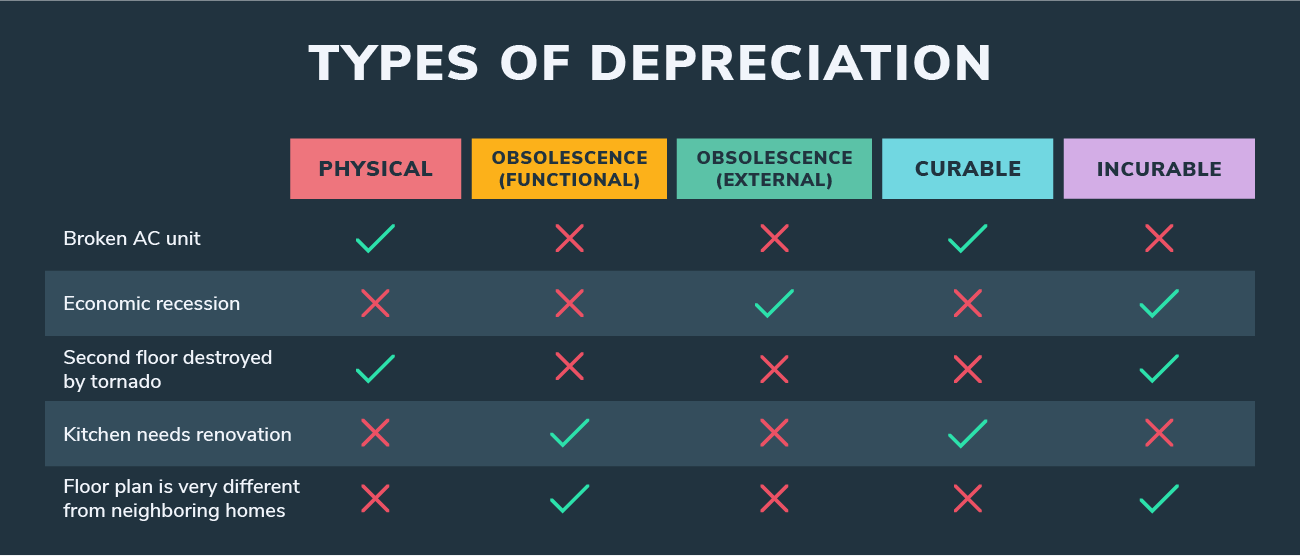 TYPES OF DEPRECIATION
PHYSICAL
OBSOLESCENCE
(FUNCTIONAL)
OBSOLESCENCE
(EXTERNAL)
CURABLE
INCURABLE
Broken AC unit
Economic recession
Second floor destroyed
by tornado
Kitchen needs renovation
Floor plan is very different
from neighboring homes